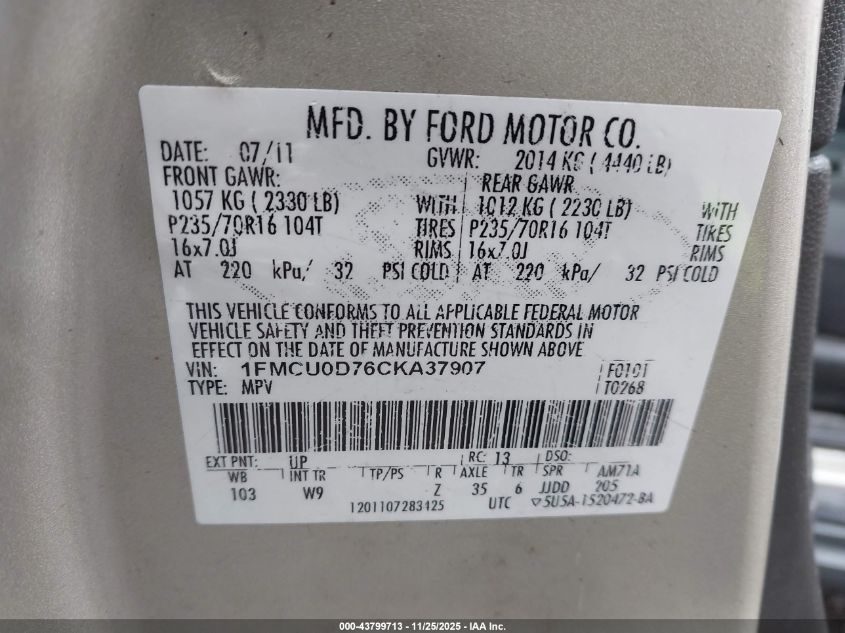 MFD. BY FORD MOTOR CO.
DATE: 07/11 GVWR: 2014 KG ( 4440 LB)
FRONT GAWR: REAR GAWR
1057 KG ( 2330 LB) WITH 1012 KG ( 2230 LB) WITH
P235/70R16 104T TIRES P235/70R16 104T TIRES
16x7.0J RIMS 16x7.0J RIMS
AT 220 kPa/ 32 PSI COLD AT 220 kPa/ 32 PSI COLD
THIS VEHICLE CONFORMS TO ALL APPLICABLE FEDERAL MOTOR
VEHICLE SAFETY AND THEFT PREVENTION STANDARDS IN
EFFECT ON THE DATE OF MANUFACTURE SHOWN ABOVE
VIN: 1FMCU0D76CKA37907 F0101
TYPE: MPV T0268
EXT PNT: UP RC: 13 DSO:
WB INT TR TP/PS R AXLE TR SPR AM71A
103 W9 Z 35 6 JJDD 205
1201107283425 UTC ▽5U5A-1520472-BA
000-43799713 - 11/25/2025 - IAA Inc.